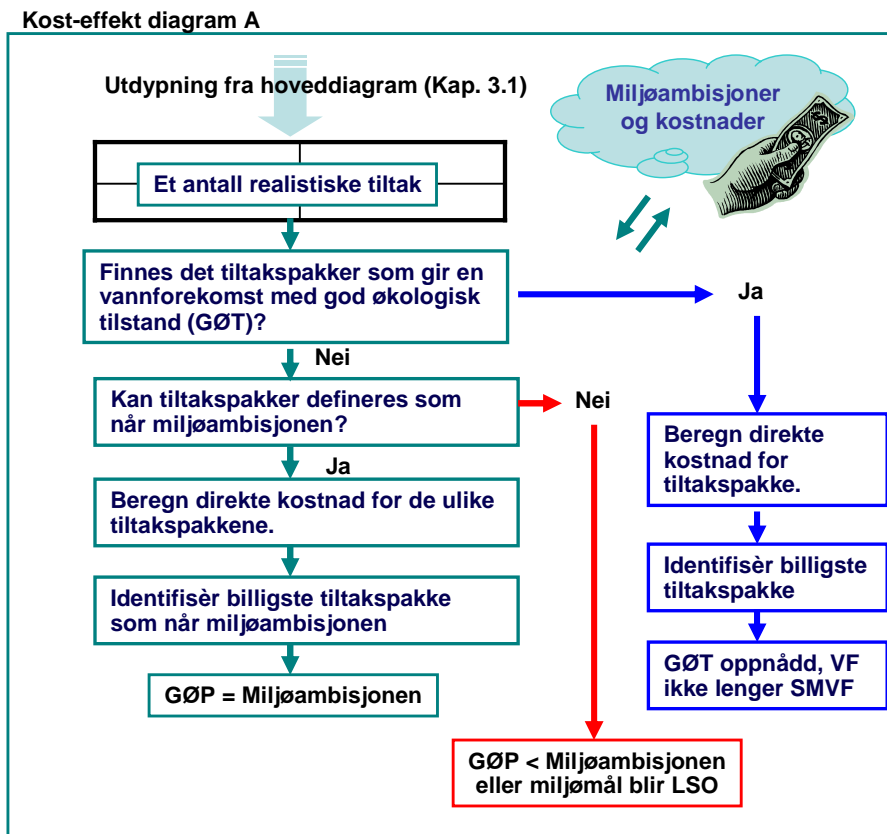 Kost-effekt diagram A
Utdypning fra hoveddiagram (Kap. 3.1)
Miljøambisjoner
og kostnader
Et antall realistiske tiltak
Finnes det tiltakspakker som gir en
vannforekomst med god økologisk
tilstand (GØT)?
Ja
Nei
Kan tiltakspakker defineres som
når miljøambisjonen?
Nei
Ja
Beregn direkte kostnad for de ulike
tiltakspakkene.
Identifisèr billigste tiltakspakke
som når miljøambisjonen
GØP = Miljøambisjonen
Beregn direkte
kostnad for
tiltakspakke.
Identifisèr billigste
tiltakspakke
GØT oppnådd, VF
ikke lenger SMVF
GØP < Miljøambisjonen
eller miljømål blir LSO